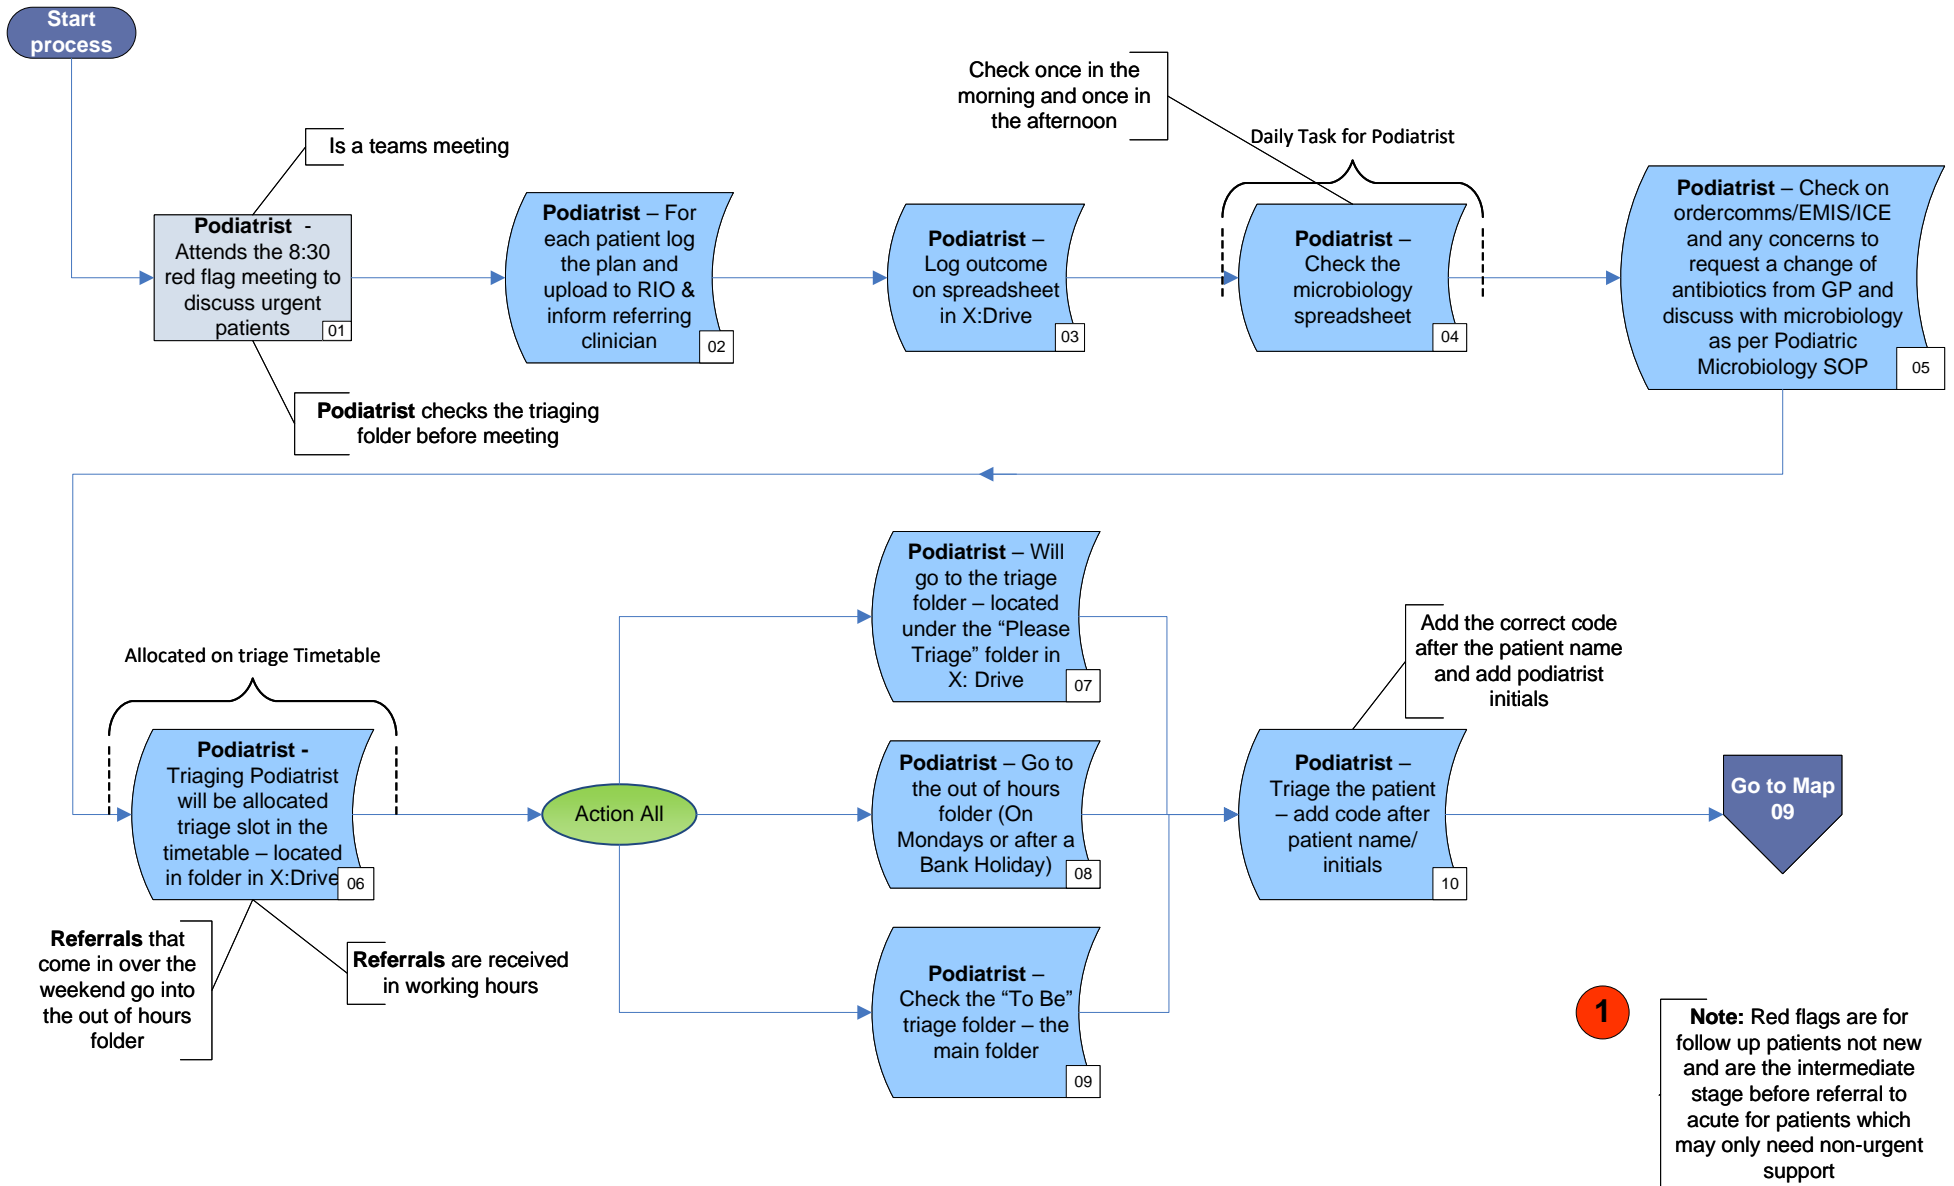 Start
process
Check once in the
morning and once in
the afternoon
Daily Task for Podiatrist
Is a teams meeting
Podiatrist -
Attends the 8:30
red flag meeting to
discuss urgent
patients
01
Podiatrist – For
each patient log
the plan and
upload to RIO &
inform referring
clinician
02
Podiatrist –
Log outcome
on spreadsheet
in X:Drive
03
Podiatrist –
Check the
microbiology
spreadsheet
04
Podiatrist – Check on
ordercomms/EMIS/ICE
and any concerns to
request a change of
antibiotics from GP and
discuss with microbiology
as per Podiatric
Microbiology SOP
05
Podiatrist checks the triaging
folder before meeting
Allocated on triage Timetable
Podiatrist -
Triaging Podiatrist
will be allocated
triage slot in the
timetable – located
in folder in X:Drive
06
Referrals that
come in over the
weekend go into
the out of hours
folder
Referrals are received
in working hours
Action All
Podiatrist – Will
go to the triage
folder – located
under the “Please
Triage” folder in
X: Drive
07
Podiatrist – Go to
the out of hours
folder (On
Mondays or after a
Bank Holiday)
08
Podiatrist –
Check the “To Be”
triage folder – the
main folder
09
Add the correct code
after the patient name
and add podiatrist
initials
Podiatrist –
Triage the patient
– add code after
patient name/
initials
10
Go to Map
09
1
Note: Red flags are for
follow up patients not new
and are the intermediate
stage before referral to
acute for patients which
may only need non-urgent
support